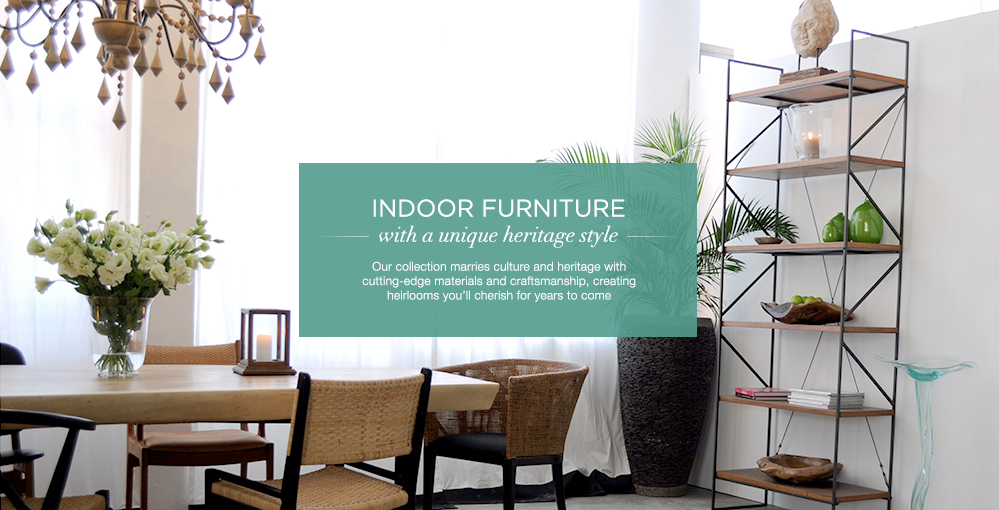 INDOOR FURNITURE
with a unique heritage style
Our collection marries culture and heritage with
cutting-edge materials and craftsmanship, creating
heirlooms you'll cherish for years to come